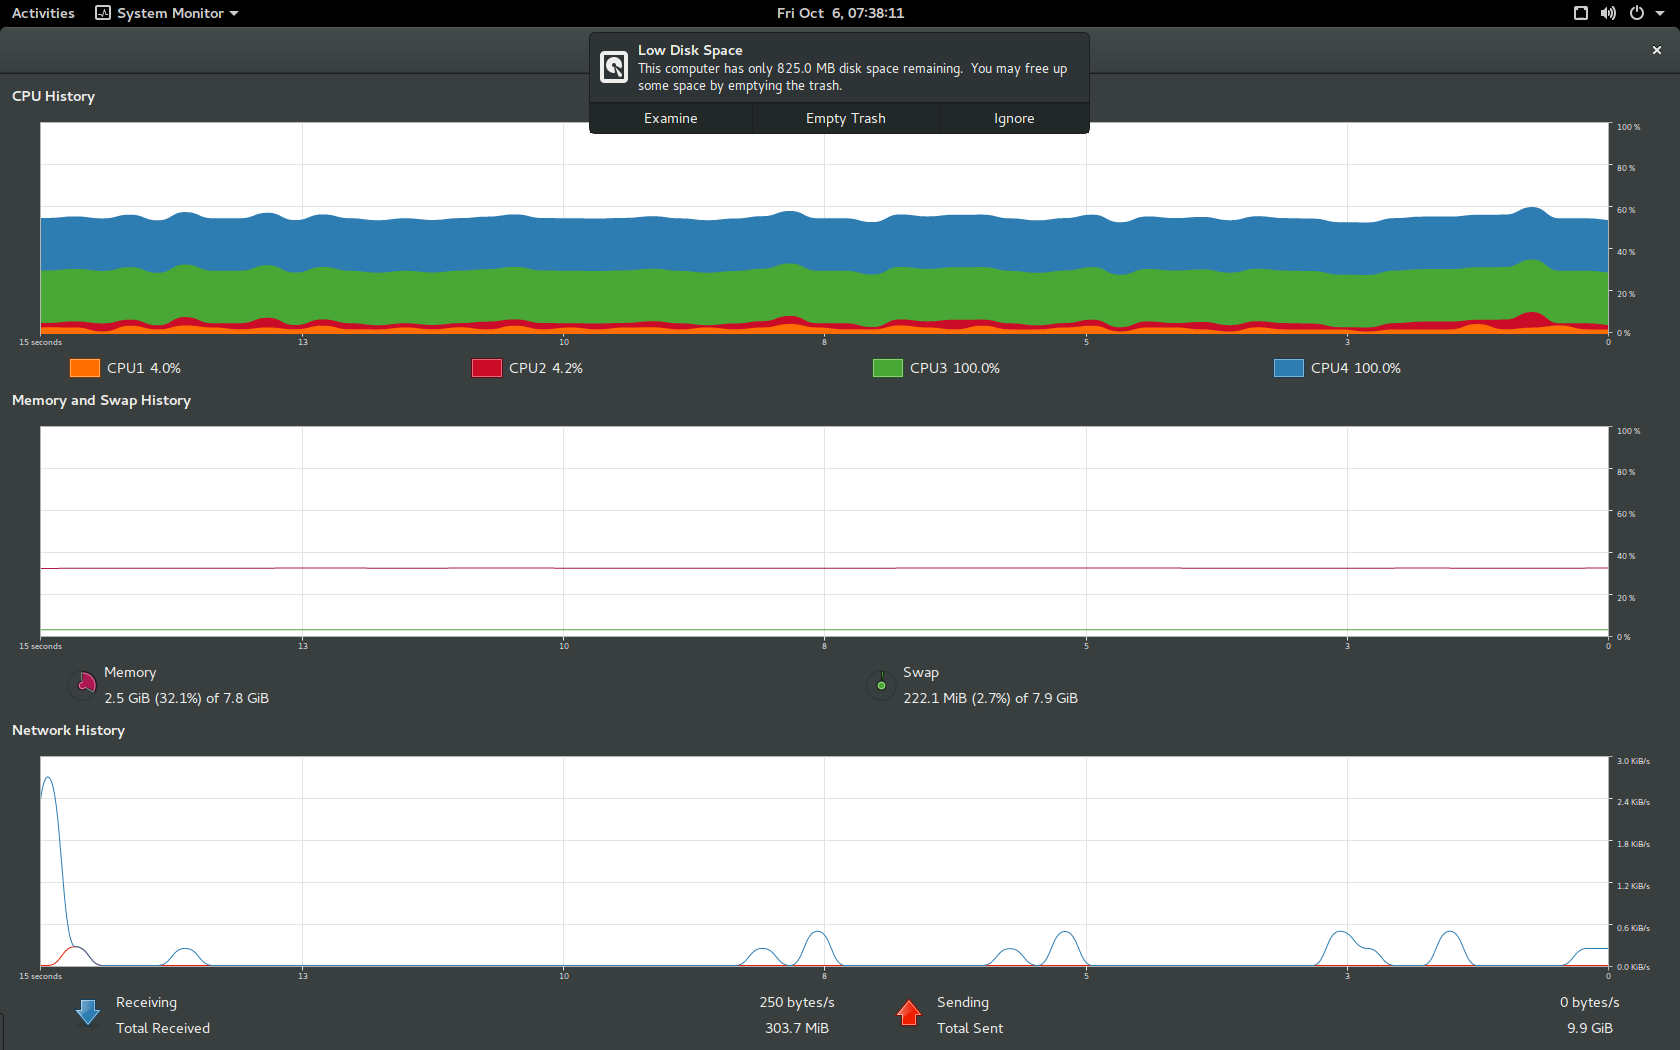 Activities
System Monitor
Fri Oct 6, 07:38:11
Low Disk Space
This computer has only 825.0 MB disk space remaining. You may free up
some space by emptying the trash.
Examine
Empty Trash
Ignore
CPU History
100 %
80 %
60 %
40 %
20 %
0 %
15 seconds
13
10
8
5
3
0
CPU1 4.0%
CPU2 4.2%
CPU3 100.0%
CPU4 100.0%
Memory and Swap History
100 %
80 %
60 %
40 %
20 %
0 %
15 seconds
13
10
8
5
3
0
Memory
2.5 GiB (32.1%) of 7.8 GiB
Swap
222.1 MiB (2.7%) of 7.9 GiB
Network History
3.0 KiB/s
2.4 KiB/s
1.8 KiB/s
1.2 KiB/s
0.6 KiB/s
0.0 KiB/s
15 seconds
13
10
8
5
3
0
Receiving
250 bytes/s
Total Received
303.7 MiB
Sending
0 bytes/s
Total Sent
9.9 GiB